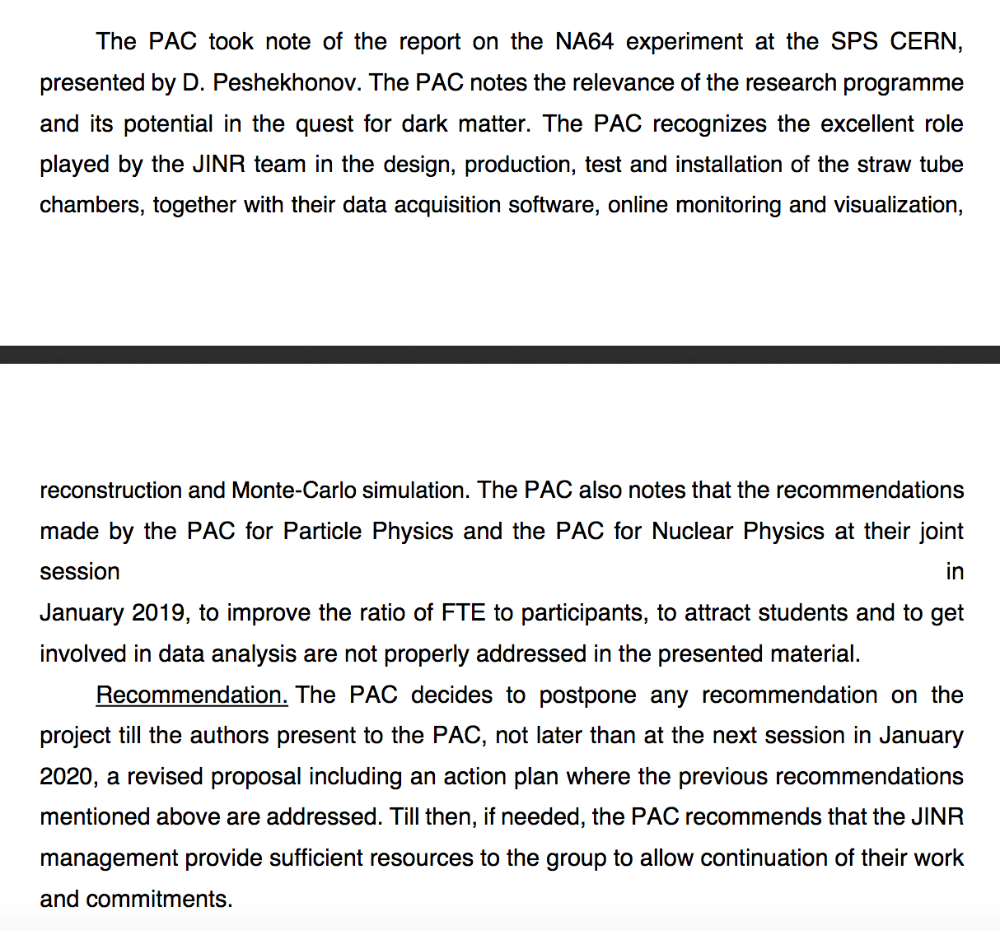 The PAC took note of the report on the NA64 experiment at the SPS CERN,
presented by D. Peshekhonov. The PAC notes the relevance of the research programme
and its potential in the quest for dark matter. The PAC recognizes the excellent role
played by the JINR team in the design, production, test and installation of the straw tube
chambers, together with their data acquisition software, online monitoring and visualization,
reconstruction and Monte-Carlo simulation. The PAC also notes that the recommendations
made by the PAC for Particle Physics and the PAC for Nuclear Physics at their joint
session in
January 2019, to improve the ratio of FTE to participants, to attract students and to get
involved in data analysis are not properly addressed in the presented material.
Recommendation. The PAC decides to postpone any recommendation on the
project till the authors present to the PAC, not later than at the next session in January
2020, a revised proposal including an action plan where the previous recommendations
mentioned above are addressed. Till then, if needed, the PAC recommends that the JINR
management provide sufficient resources to the group to allow continuation of their work
and commitments.